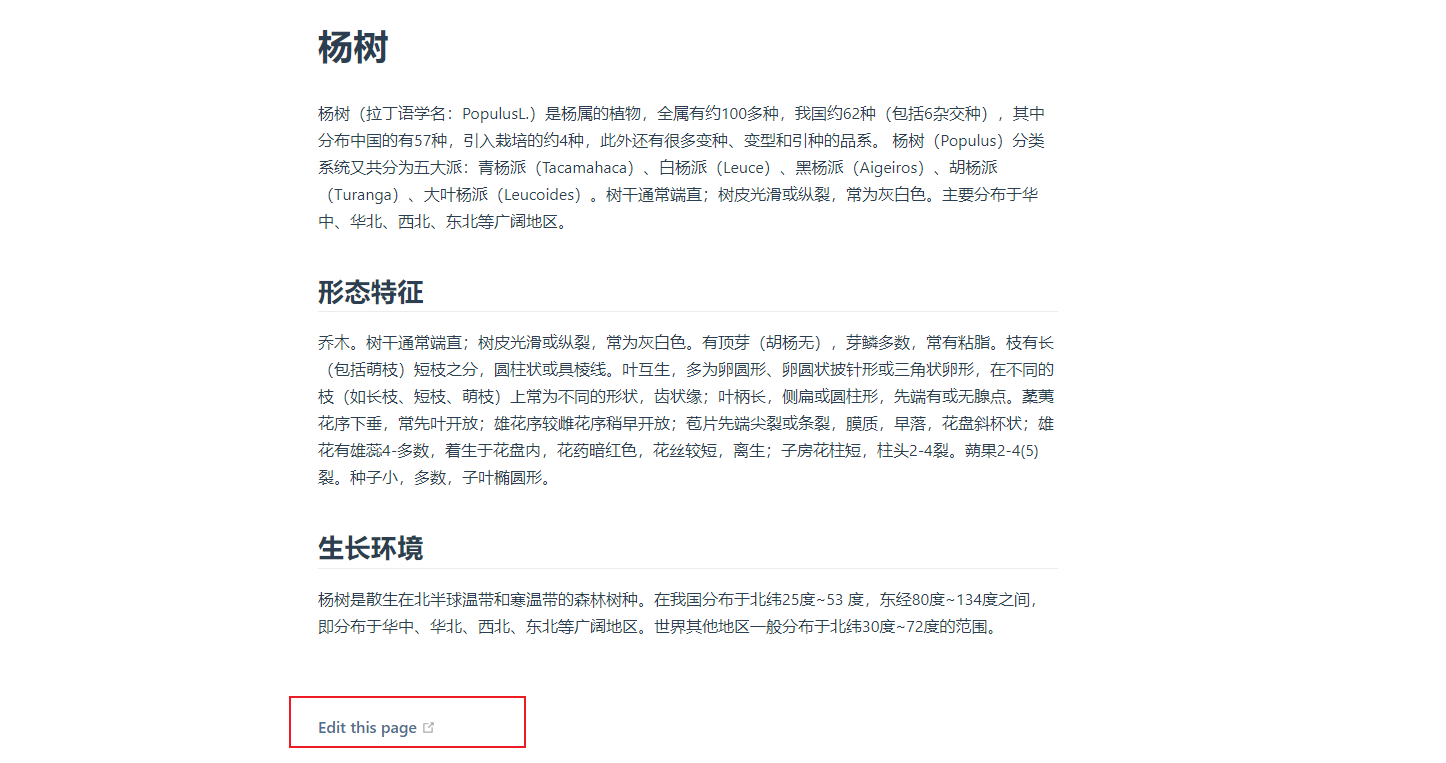 杨树
杨树（拉丁语学名：PopulusL.）是杨属的植物，全属有约100多种，我国约62种（包括6杂交种），其中
分布中国的有57种，引入栽培的约4种，此外还有很多变种、变型和引种的品系。 杨树（Populus）分类
系统又共分为五大派：青杨派（Tacamahaca）、白杨派（Leuce）、黑杨派（Aigeiros）、胡杨派
（Turanga）、大叶杨派（Leucoides）。树干通常端直；树皮光滑或纵裂，常为灰白色。主要分布于华
中、华北、西北、东北等广阔地区。
形态特征
乔木。树干通常端直；树皮光滑或纵裂，常为灰白色。有顶芽（胡杨无），芽鳞多数，常有粘脂。枝有长
（包括萌枝）短枝之分，圆柱状或具棱线。叶互生，多为卵圆形、卵圆状披针形或三角状卵形，在不同的
枝（如长枝、短枝、萌枝）上常为不同的形状，齿状缘；叶柄长，侧扁或圆柱形，先端有或无腺点。葇荑
花序下垂，常先叶开放；雄花序较雌花序稍早开放；苞片先端尖裂或条裂，膜质，早落，花盘斜杯状；雄
花有雄蕊4-多数，着生于花盘内，花药暗红色，花丝较短，离生；子房花柱短，柱头2-4裂。蒴果2-4(5)
裂。种子小，多数，子叶椭圆形。
生长环境
杨树是散生在北半球温带和寒温带的森林树种。在我国分布于北纬25度~53 度，东经80度~134度之间，
即分布于华中、华北、西北、东北等广阔地区。世界其他地区一般分布于北纬30度~72度的范围。
Edit this page